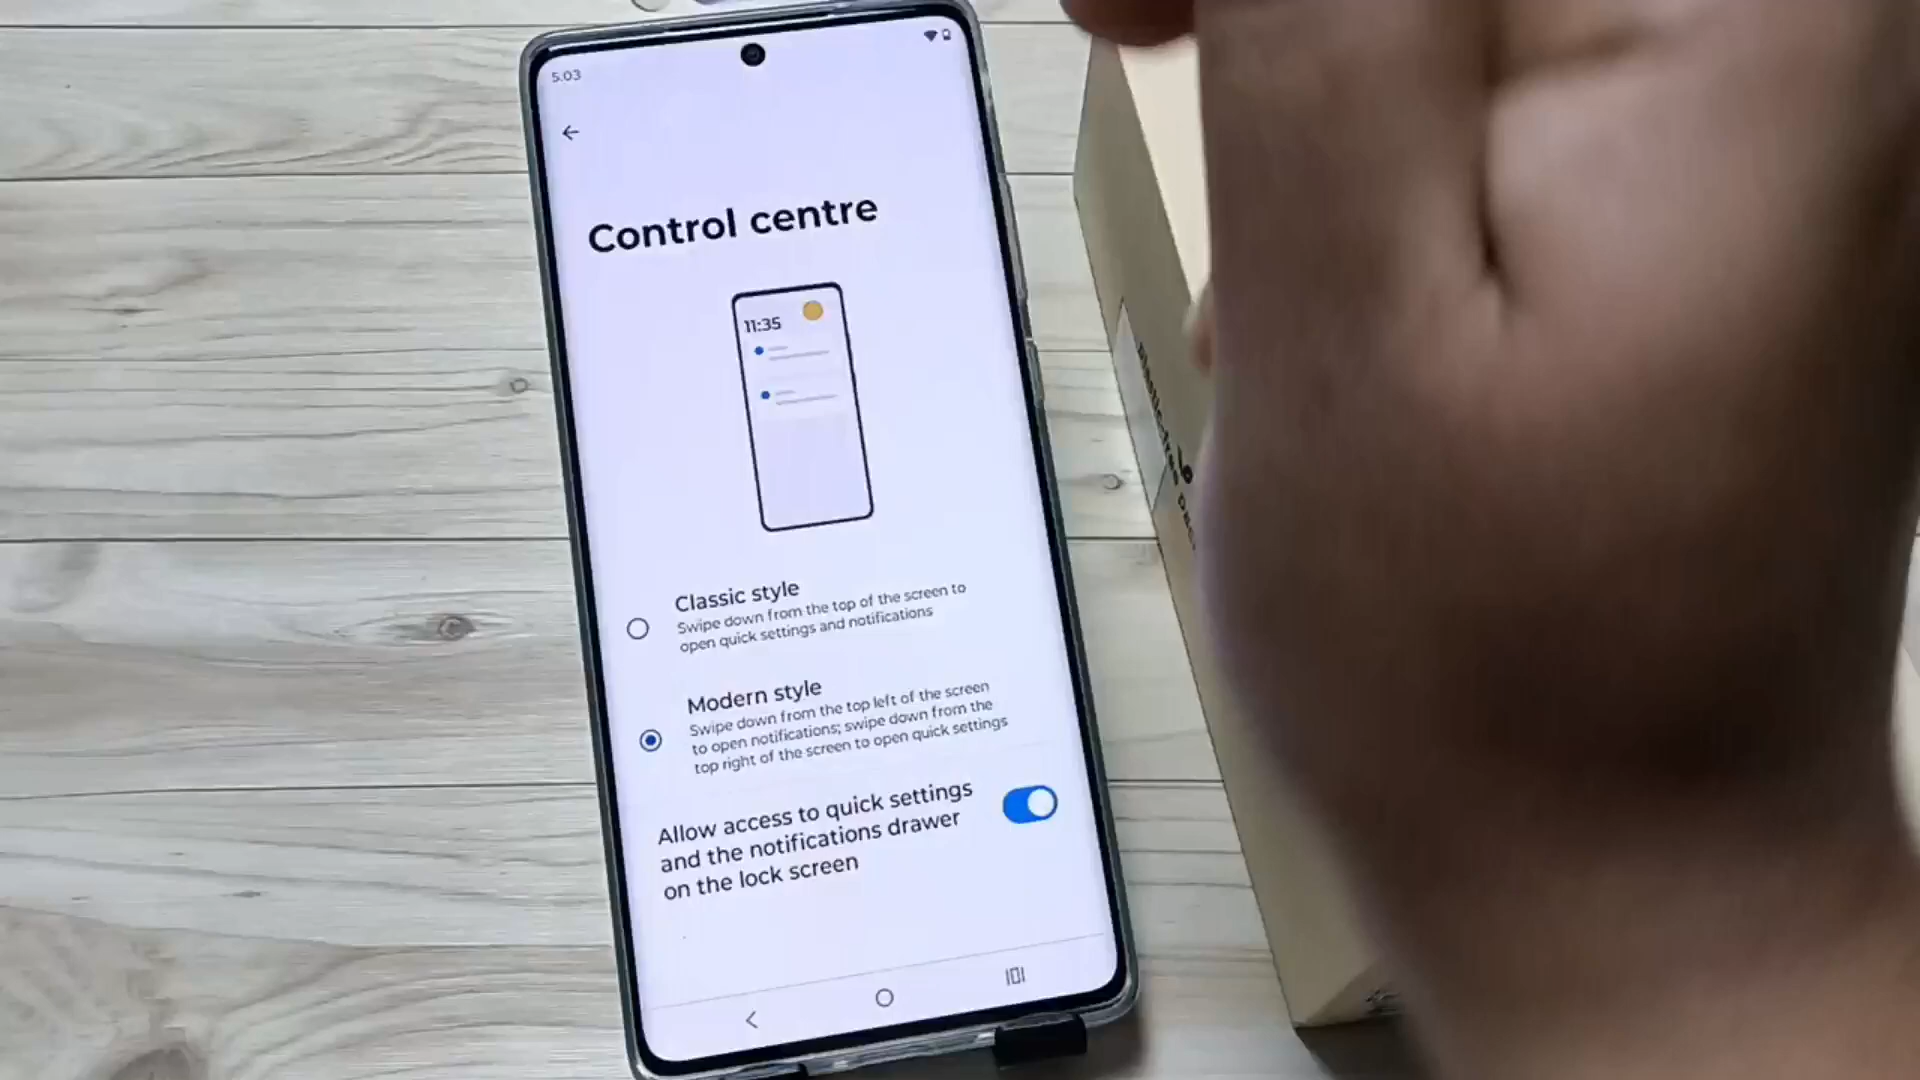 5.03
Control centre
11:35
Classic style
Swipe down from the top of the screen to
open quick settings and notifications
Modern style
Swipe down from the top left of the screen
to open notifications; swipe down from the
top right of the screen to open quick settings
Allow access to quick settings
and the notifications drawer
on the lock screen